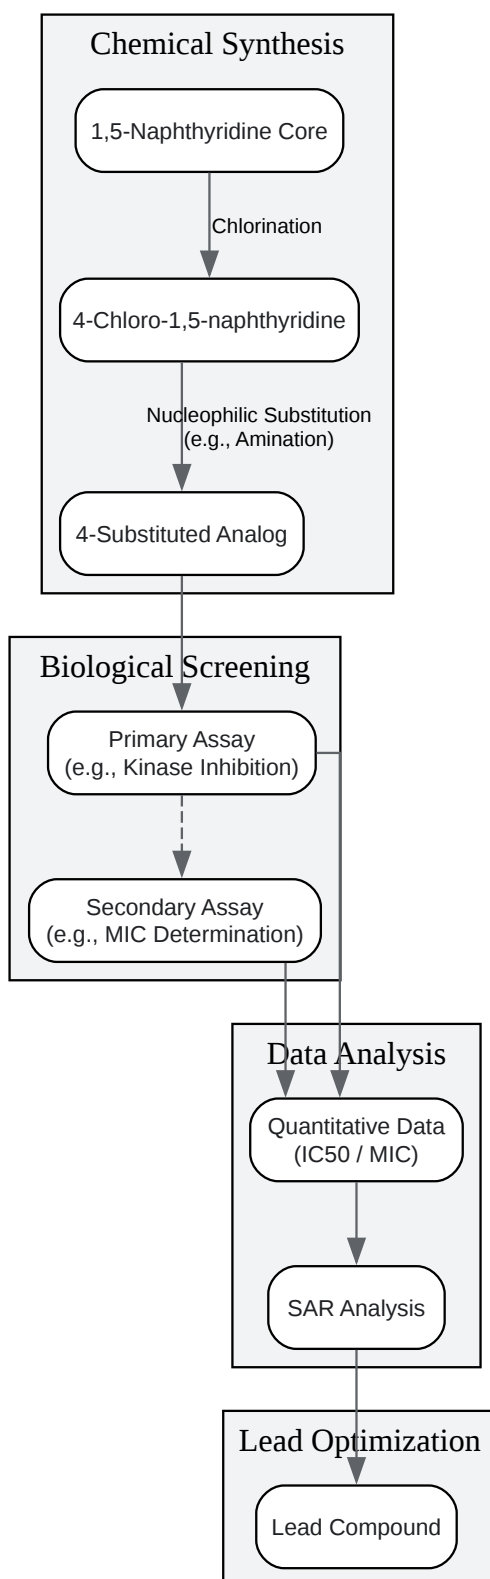 Chemical Synthesis
1,5-Naphthyridine Core
Chlorination
4-Chloro-1,5-naphthyridine
Nucleophilic Substitution
(e.g., Amination)
4-Substituted Analog
Biological Screening
Primary Assay
(e.g., Kinase Inhibition)
Secondary Assay
(e.g., MIC Determination)
Data Analysis
Quantitative Data
(IC50 / MIC)
SAR Analysis
Lead Optimization
Lead Compound